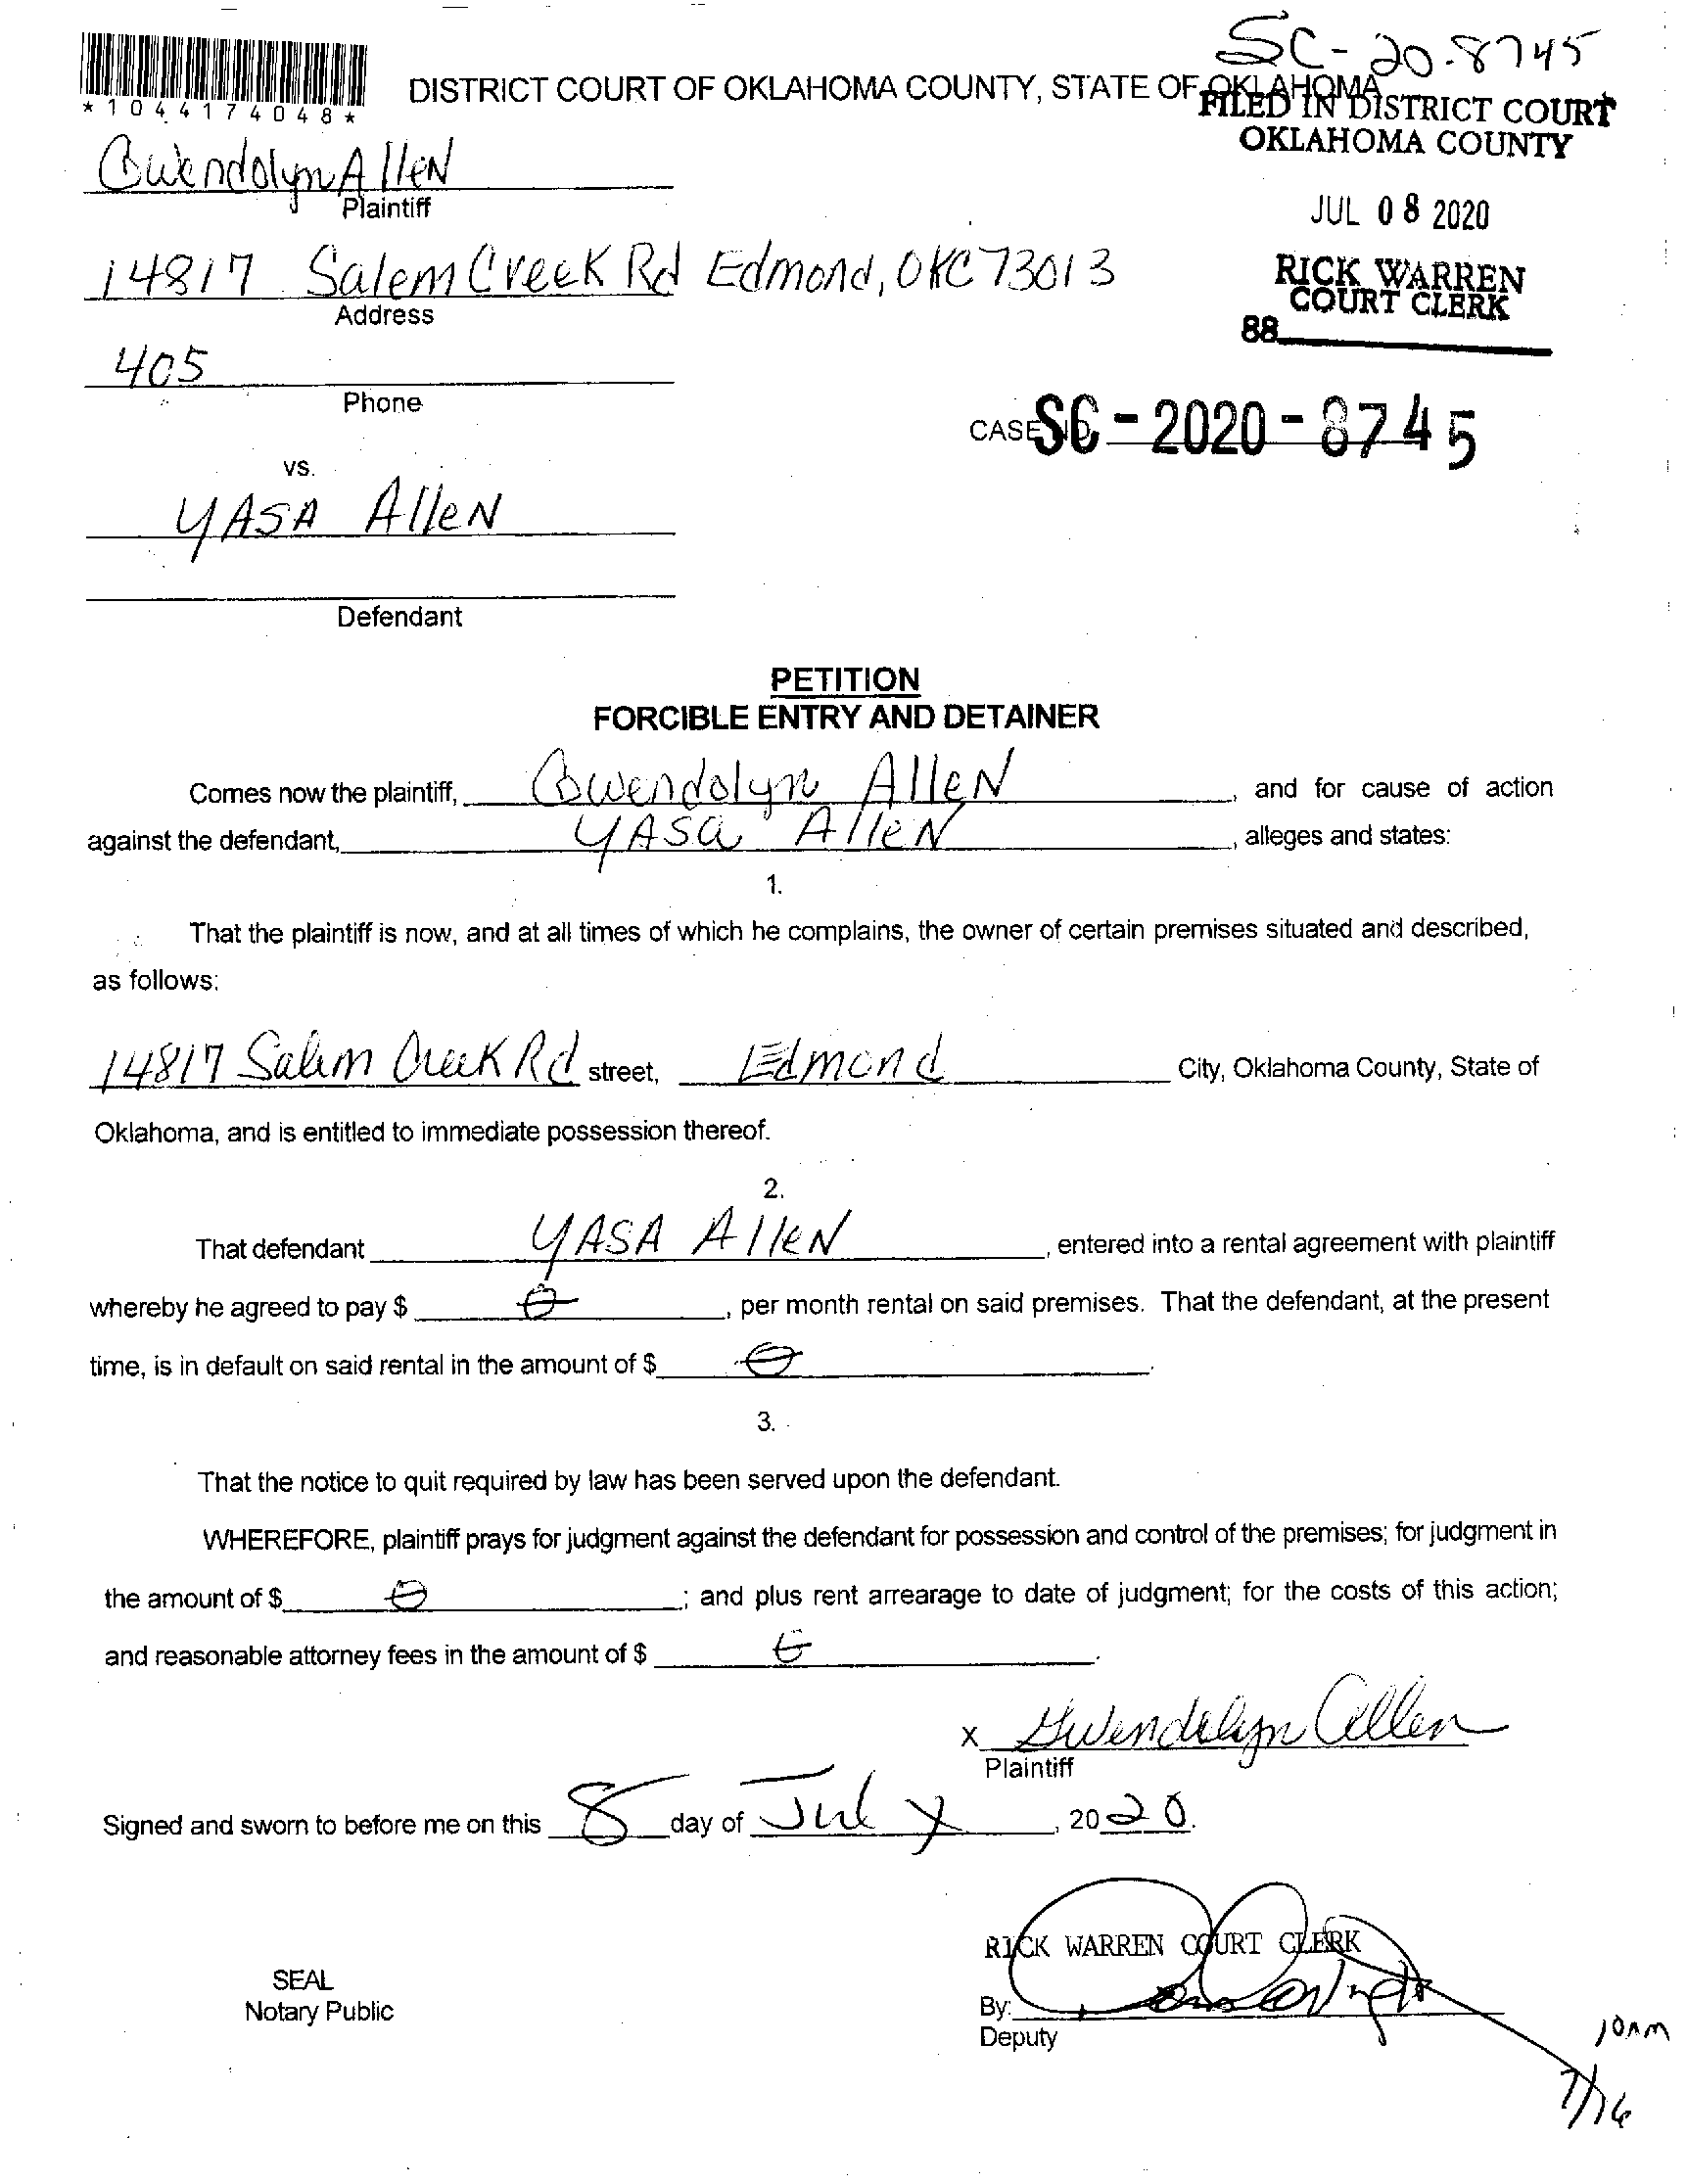 SC-20-8745
DISTRICT COURT OF OKLAHOMA COUNTY, STATE OF OKLAHOMA
*1044174048*
FILED IN DISTRICT COURT
OKLAHOMA COUNTY
JUL 08 2020
RICK WARREN
COURT CLERK
88
Gwendolyn Allen
Plaintiff
14817 Salem Creek Rd Edmond, OKC 73013
Address
405
Phone
CASE NO. SC-2020-8745
vs.
YASA AlleN
Defendant
PETITION
FORCIBLE ENTRY AND DETAINER
Comes now the plaintiff, Gwendolyn AlleN, and for cause of action
against the defendant, YASa AlleN, alleges and states:
1.
That the plaintiff is now, and at all times of which he complains, the owner of certain premises situated and described,
as follows:
14817 Salem Creek Rd street, Edmond City, Oklahoma County, State of
Oklahoma, and is entitled to immediate possession thereof.
2.
That defendant YASA AlleN, entered into a rental agreement with plaintiff
whereby he agreed to pay $ 0, per month rental on said premises. That the defendant, at the present
time, is in default on said rental in the amount of $ 0.
3.
That the notice to quit required by law has been served upon the defendant.
WHEREFORE, plaintiff prays for judgment against the defendant for possession and control of the premises; for judgment in
the amount of $ 0; and plus rent arrearage to date of judgment; for the costs of this action;
and reasonable attorney fees in the amount of $ 0.
x Gwendolyn Allen
Plaintiff
Signed and sworn to before me on this 8 day of July, 2020.
RICK WARREN COURT CLERK
SEAL
Notary Public
By:
Deputy
10am
7/16